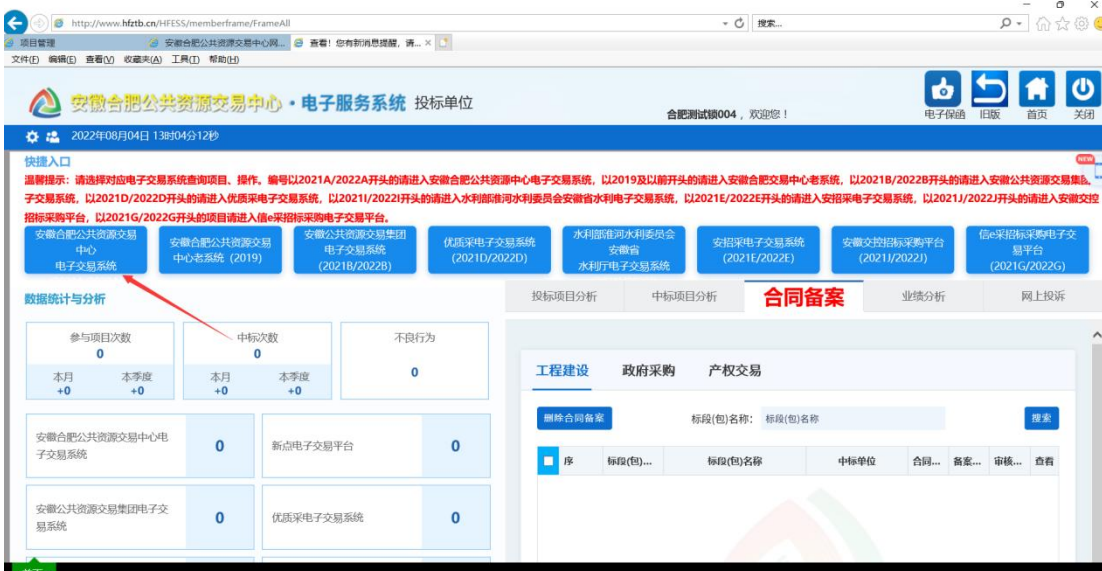 http://www.hfztb.cn/HFESS/memberframe/FrameAll
搜索...
项目管理
安徽合肥公共资源交易中心网...
查看！您有新消息提醒，请...
文件(F) 编辑(E) 查看(V) 收藏夹(A) 工具(T) 帮助(H)
安徽合肥公共资源交易中心·电子服务系统 投标单位
合肥测试锁004，欢迎您！
电子保函 旧版 首页 关闭
2022年08月04日 13时04分12秒
快捷入口
NEW
温馨提示：请选择对应电子交易系统查询项目、操作。编号以2021A/2022A开头的请进入安徽合肥公共资源中心电子交易系统，以2019及以前开头的请进入安徽合肥交易中心老系统，以2021B/2022B开头的请进入安徽公共资源交易集团
子交易系统，以2021D/2022D开头的请进入优质采电子交易系统，以2021I/2022I开头的请进入水利部淮河水利委员会安徽省水利电子交易系统，以2021E/2022E开头的请进入安招采电子交易系统，以2021J/2022J开头的请进入安徽交控
招标采购平台，以2021G/2022G开头的项目请进入信e采招标采购电子交易平台。
安徽合肥公共资源交易
中心
电子交易系统
安徽合肥公共资源交易
中心老系统（2019）
安徽公共资源交易集团
电子交易系统
(2021B/2022B)
优质采电子交易系统
(2021D/2022D)
水利部淮河水利委员会
安徽省
水利厅电子交易系统
安招采电子交易系统
(2021E/2022E)
安徽交控招标采购平台
(2021J/2022J)
信e采招标采购电子交
易平台
(2021G/2022G)
数据统计与分析
投标项目分析 中标项目分析 合同备案 业绩分析 网上投诉
参与项目次数
0
本月 本季度
+0 +0
中标次数
0
本月 本季度
+0 +0
不良行为
0
工程建设 政府采购 产权交易
删除合同备案 标段(包)名称： 标段(包)名称 搜索
序 标段(包)... 标段(包)名称 中标单位 合同... 备案... 审核... 查看
安徽合肥公共资源交易中心电
子交易系统
0
新点电子交易平台
0
安徽公共资源交易集团电子交
易系统
0
优质采电子交易系统
0